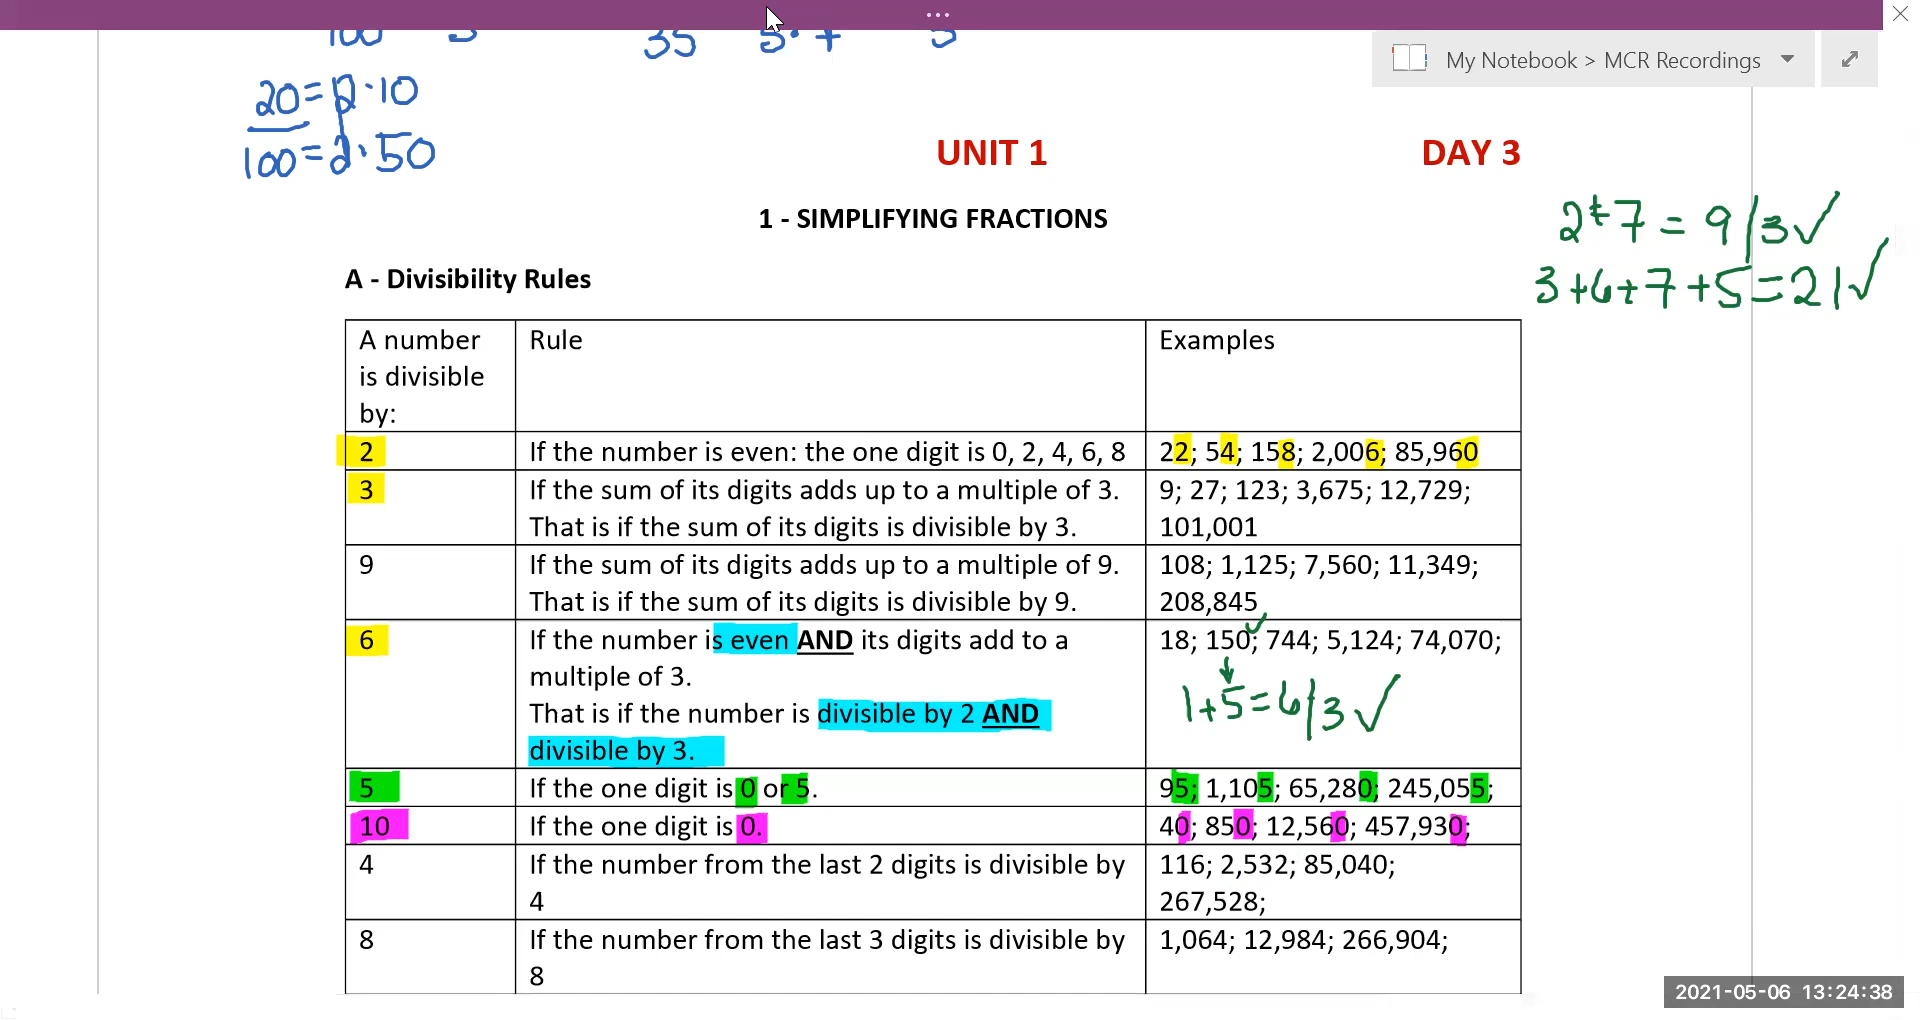 My Notebook > MCR Recordings
20=2·10
100=2·50
UNIT 1 DAY 3
1 - SIMPLIFYING FRACTIONS
2+7=9/3✓
3+6+7+5=21✓
A - Divisibility Rules
A number is divisible by: Rule Examples
2 If the number is even: the one digit is 0, 2, 4, 6, 8 22; 54; 158; 2,006; 85,960
3 If the sum of its digits adds up to a multiple of 3. 9; 27; 123; 3,675; 12,729;
That is if the sum of its digits is divisible by 3. 101,001
9 If the sum of its digits adds up to a multiple of 9. 108; 1,125; 7,560; 11,349;
That is if the sum of its digits is divisible by 9. 208,845
6 If the number is even AND its digits add to a 18; 150; 744; 5,124; 74,070;
multiple of 3.
That is if the number is divisible by 2 AND 1+5=6/3✓
divisible by 3.
5 If the one digit is 0 or 5. 95; 1,105; 65,280; 245,055;
10 If the one digit is 0. 40; 850; 12,560; 457,930;
4 If the number from the last 2 digits is divisible by 116; 2,532; 85,040;
4 267,528;
8 If the number from the last 3 digits is divisible by 1,064; 12,984; 266,904;
8
2021-05-06 13:24:38